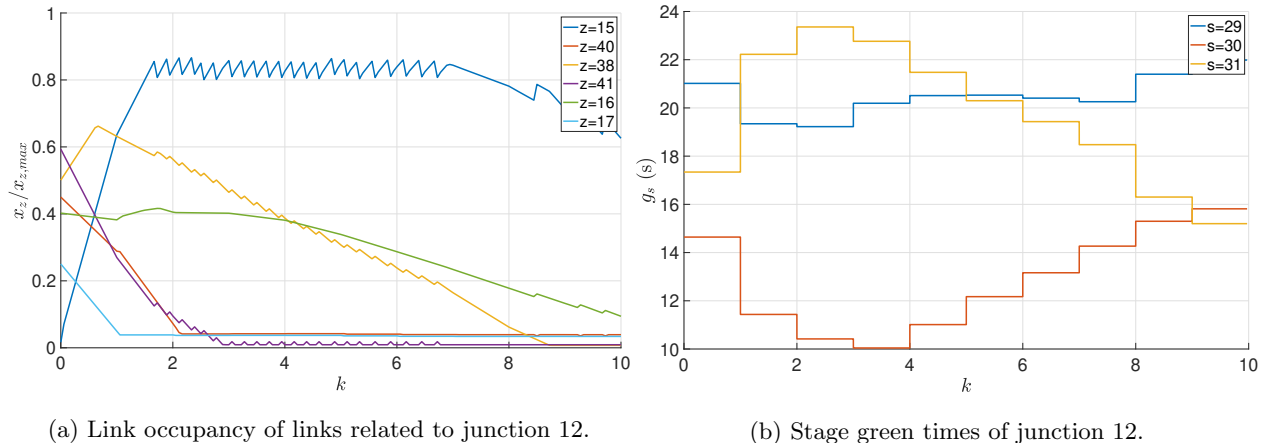 1
0.8
0.6
0.4
0.2
0
x_z/x_{z,max}
0 2 4 6 8 10
k
z=15
z=40
z=38
z=41
z=16
z=17
(a) Link occupancy of links related to junction 12.
24
22
20
18
16
14
12
10
g_s (s)
0 2 4 6 8 10
k
s=29
s=30
s=31
(b) Stage green times of junction 12.